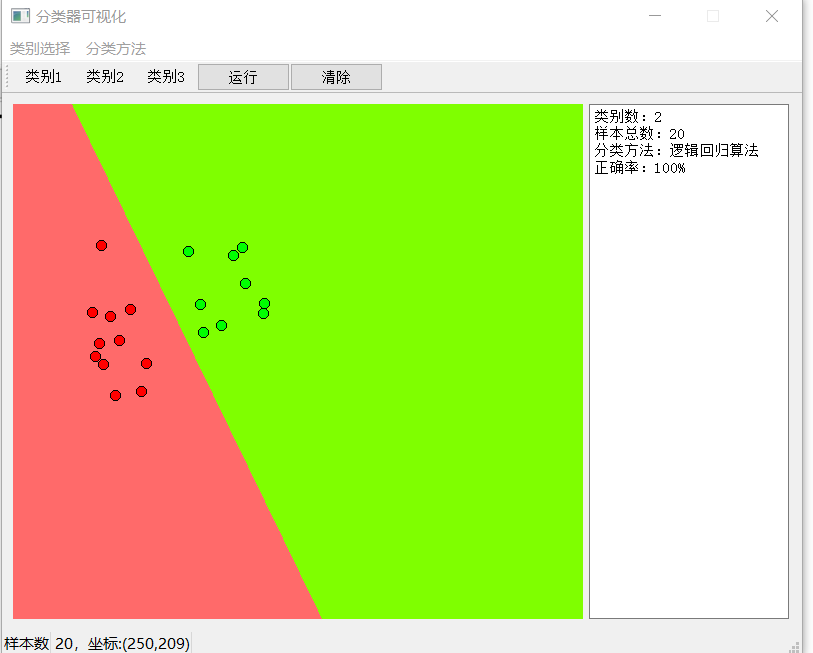 分类器可视化
类别选择 分类方法
类别1 类别2 类别3 运行 清除
类别数：2
样本总数：20
分类方法：逻辑回归算法
正确率：100%
样本数 20，坐标:(250,209)